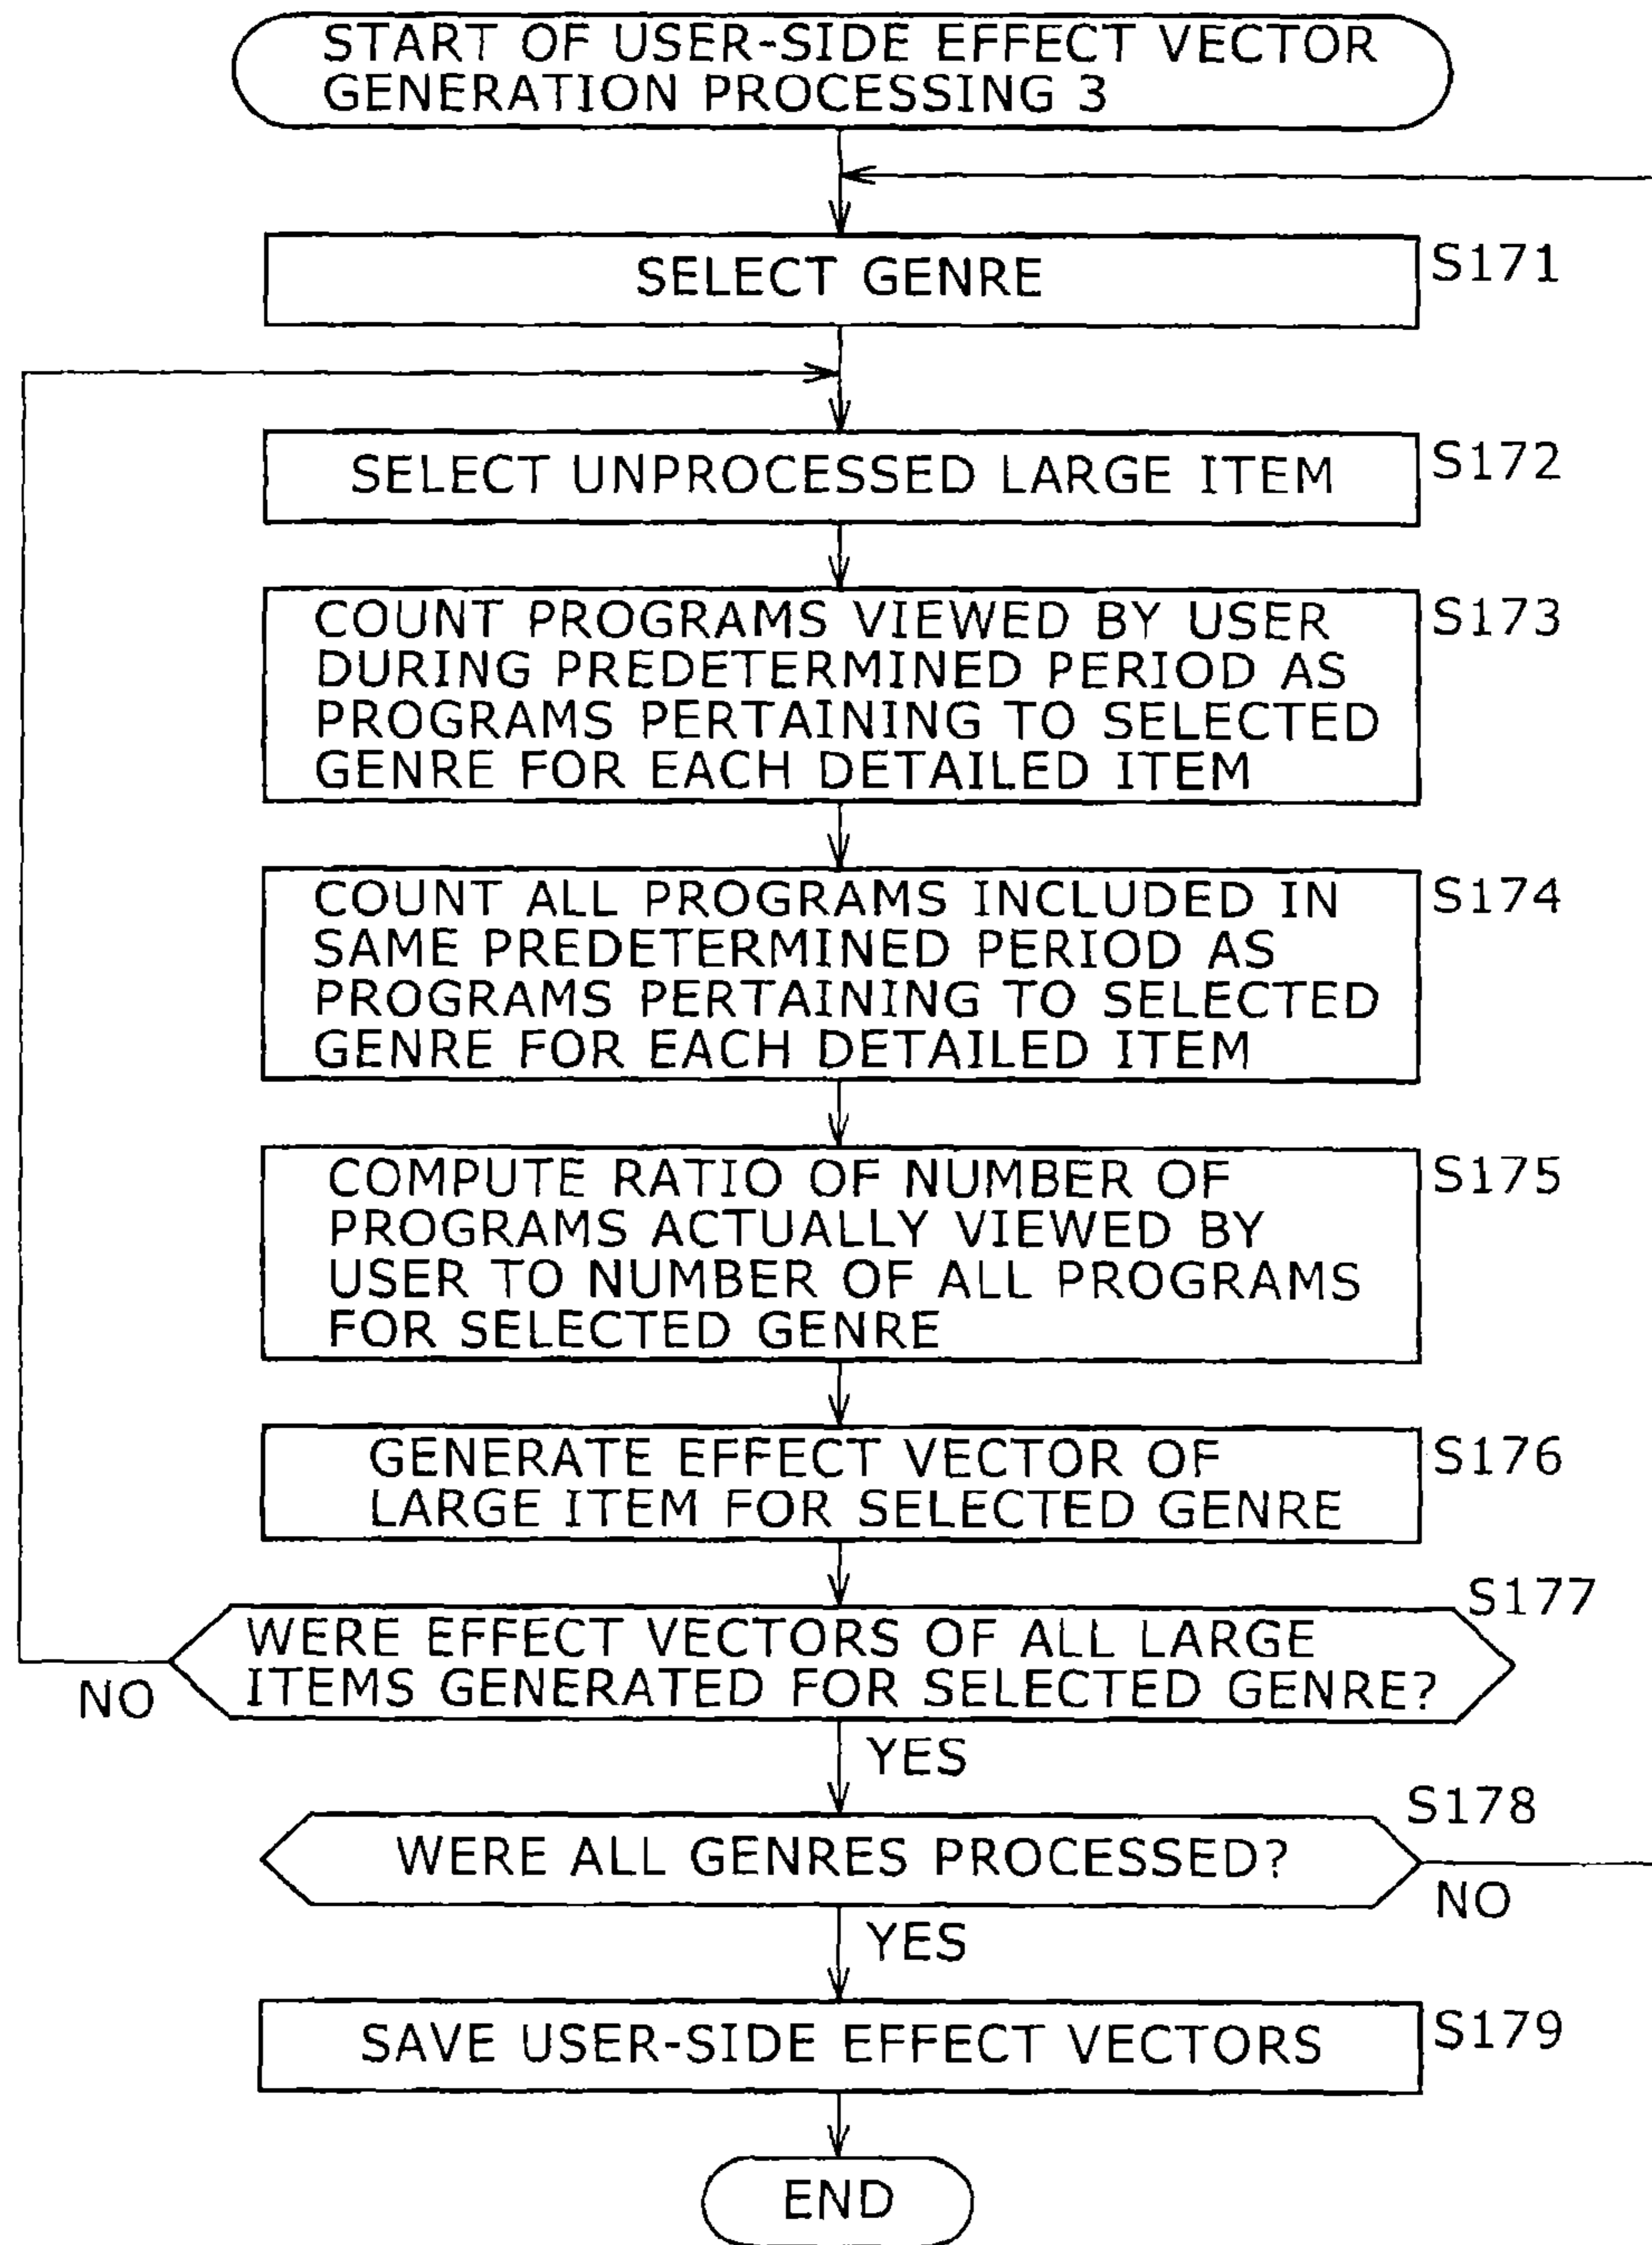 START OF USER-SIDE EFFECT VECTOR
GENERATION PROCESSING 3
SELECT GENRE
S171
SELECT UNPROCESSED LARGE ITEM
S172
COUNT PROGRAMS VIEWED BY USER
DURING PREDETERMINED PERIOD AS
PROGRAMS PERTAINING TO SELECTED
GENRE FOR EACH DETAILED ITEM
S173
COUNT ALL PROGRAMS INCLUDED IN
SAME PREDETERMINED PERIOD AS
PROGRAMS PERTAINING TO SELECTED
GENRE FOR EACH DETAILED ITEM
S174
COMPUTE RATIO OF NUMBER OF
PROGRAMS ACTUALLY VIEWED BY
USER TO NUMBER OF ALL PROGRAMS
FOR SELECTED GENRE
S175
GENERATE EFFECT VECTOR OF
LARGE ITEM FOR SELECTED GENRE
S176
S177
WERE EFFECT VECTORS OF ALL LARGE
ITEMS GENERATED FOR SELECTED GENRE?
NO
YES
S178
WERE ALL GENRES PROCESSED?
NO
YES
SAVE USER-SIDE EFFECT VECTORS
S179
END